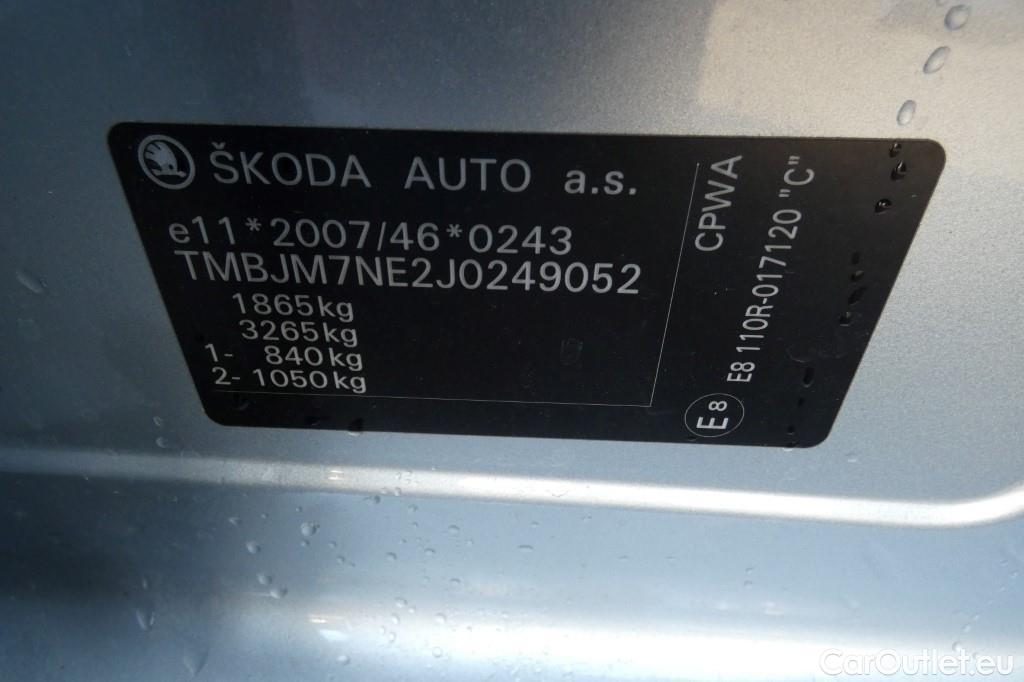 ŠKODA AUTO a.s.
e11*2007/46*0243
TMBJM7NE2J0249052
1865kg
3265kg
1- 840kg
2- 1050kg
CPWA
E8 110R-017120 "C"
E 8
CarOutlet.eu